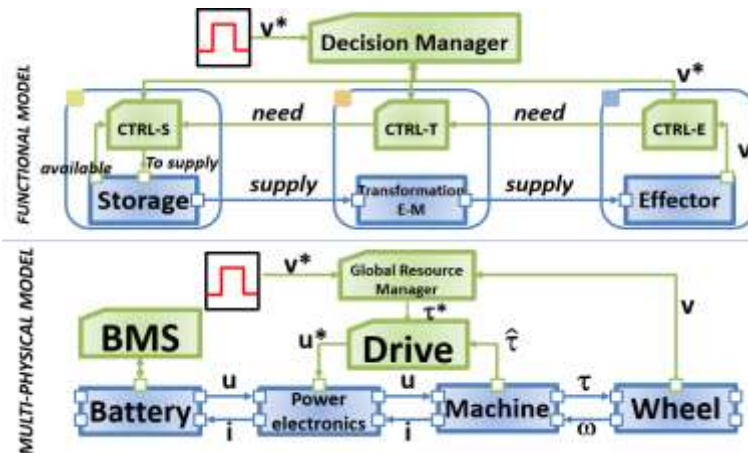 FUNCTIONAL MODEL
v*
Decision Manager
v*
CTRL-S
need
CTRL-T
need
CTRL-E
available
To supply
v
Storage
supply
Transformation
E-M
supply
Effector
MULTI-PHYSICAL MODEL
v*
Global Resource
Manager
τ*
v
BMS
u*
Drive
τ̂
Battery
u
i
Power
electronics
u
i
Machine
τ
ω
Wheel